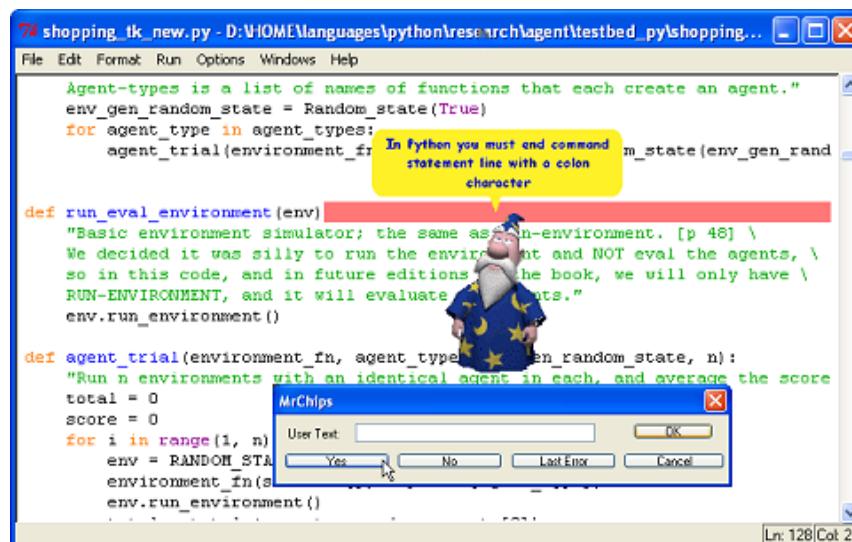 shopping_tk_new.py - D:\HOME\languages\python\research\agent\testbed_py\shopping...
File Edit Format Run Options Windows Help
Agent-types is a list of names of functions that each create an agent."
env_gen_random_state = Random_state(True)
for agent_type in agent_types:
agent_trial(environment_fn m_state(env_gen_rand
In Python you must end command
statement line with a colon
character
def run_eval_environment(env)
"Basic environment simulator; the same as n-environment. [p 48] \
We decided it was silly to run the environment and NOT eval the agents, \
so in this code, and in future editions the book, we will only have \
RUN-ENVIRONMENT, and it will evaluate nts."
env.run_environment()
def agent_trial(environment_fn, agent_type en_random_state, n):
"Run n environments with an identical agent in each, and average the score
total = 0
score = 0
for i in range(1, n)
env = RANDOM_STA
environment_fn(s
env.run_environment()
MrChips
User Text:
OK
Yes No Last Error Cancel
Ln: 128 Col: 2